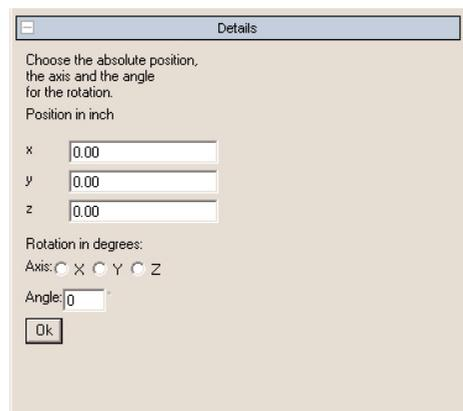 Details
Choose the absolute position,
the axis and the angle
for the rotation.
Position in inch
x 0.00
y 0.00
z 0.00
Rotation in degrees:
Axis: X Y Z
Angle: 0 °
Ok